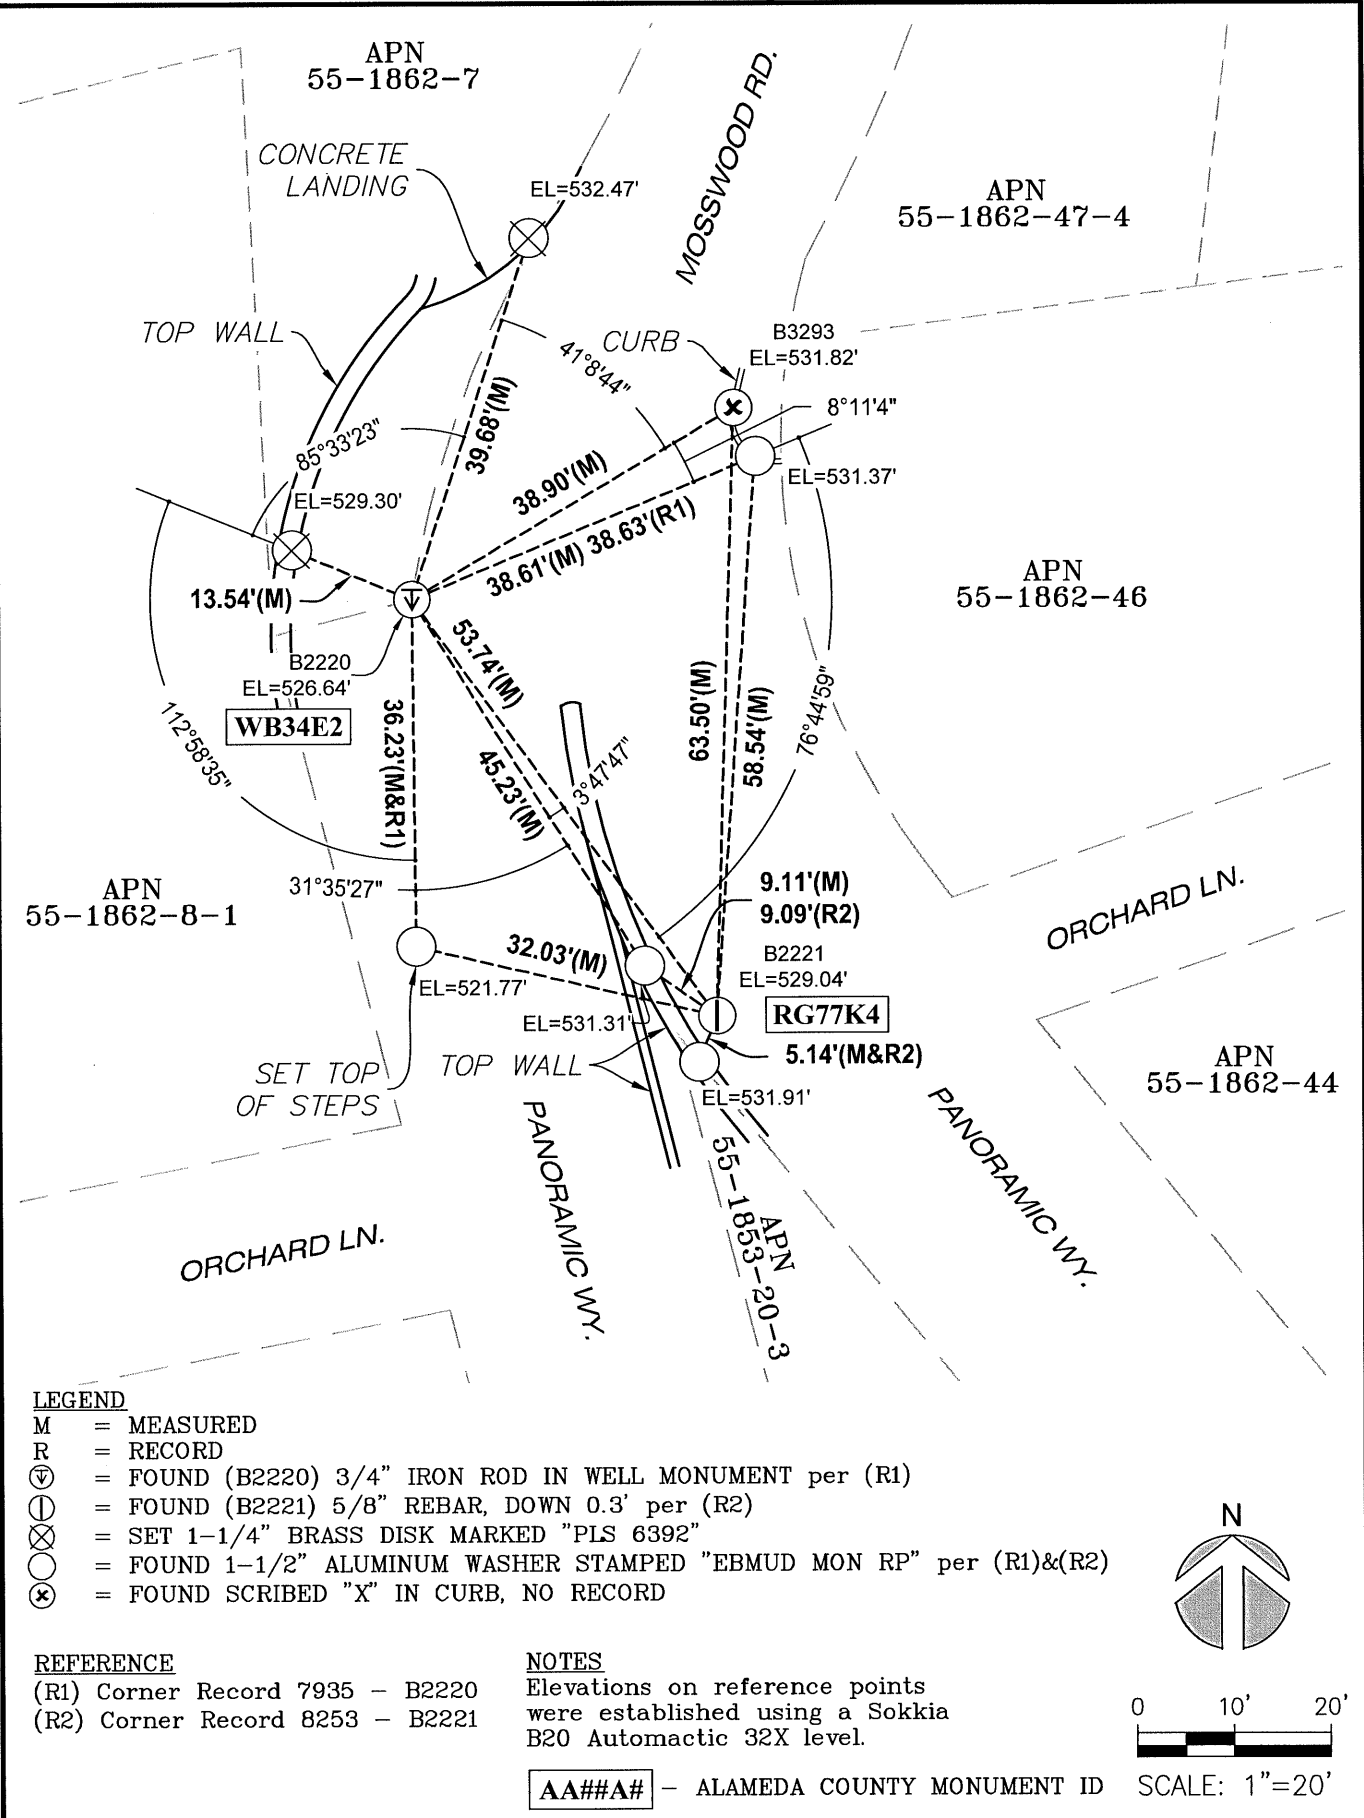 APN
55-1862-7
MOSSWOOD RD.
CONCRETE
LANDING
EL=532.47'
APN
55-1862-47-4
TOP WALL
CURB
B3293
EL=531.82'
41°8'44"
8°11'4"
39.68'(M)
85°33'23"
38.90'(M)
EL=531.37'
EL=529.30'
38.61'(M) 38.63'(R1)
13.54'(M)
APN
55-1862-46
B2220
EL=526.64'
WB34E2
53.74'(M)
63.50'(M)
58.54'(M)
76°44'59"
112°58'35"
36.23'(M&R1)
45.23'(M)
3°47'47"
31°35'27"
APN
55-1862-8-1
9.11'(M)
9.09'(R2)
ORCHARD LN.
32.03'(M)
B2221
EL=529.04'
EL=521.77'
EL=531.31'
RG77K4
5.14'(M&R2)
SET TOP
OF STEPS
TOP WALL
EL=531.91'
APN
55-1862-44
PANORAMIC WY.
APN
55-1853-20-3
PANORAMIC WY.
ORCHARD LN.
LEGEND
M = MEASURED
R = RECORD
= FOUND (B2220) 3/4" IRON ROD IN WELL MONUMENT per (R1)
= FOUND (B2221) 5/8" REBAR, DOWN 0.3' per (R2)
= SET 1-1/4" BRASS DISK MARKED "PLS 6392"
= FOUND 1-1/2" ALUMINUM WASHER STAMPED "EBMUD MON RP" per (R1)&(R2)
= FOUND SCRIBED "X" IN CURB, NO RECORD
N
REFERENCE
(R1) Corner Record 7935 - B2220
(R2) Corner Record 8253 - B2221
NOTES
Elevations on reference points
were established using a Sokkia
B20 Automactic 32X level.
AA##A# - ALAMEDA COUNTY MONUMENT ID
0 10' 20'
SCALE: 1"=20'